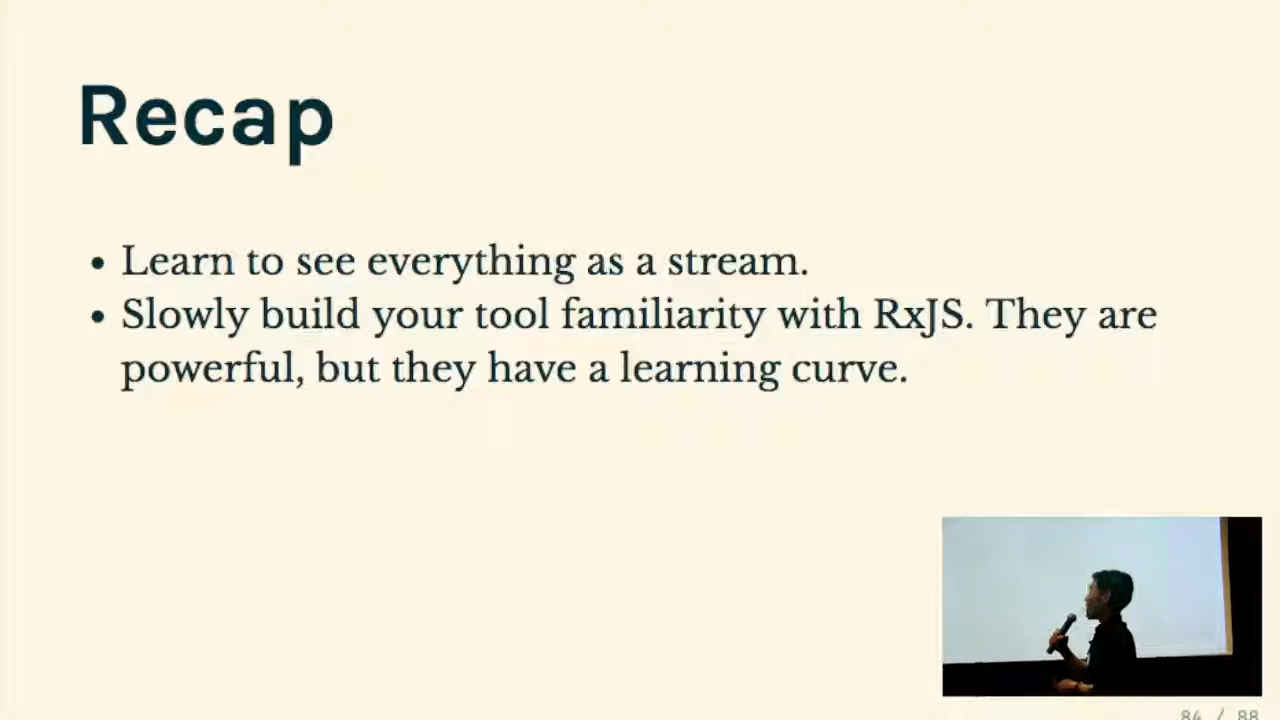 Recap
• Learn to see everything as a stream.
• Slowly build your tool familiarity with RxJS. They are
powerful, but they have a learning curve.
84 / 88